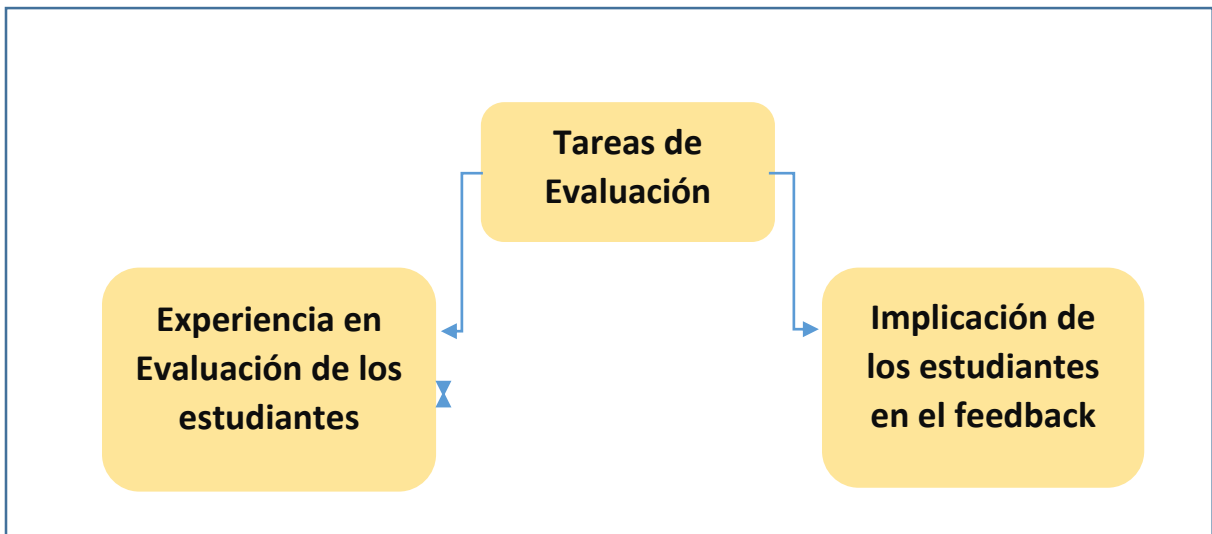 Tareas de
Evaluación
Experiencia en
Evaluación de los
estudiantes
Implicación de
los estudiantes
en el feedback